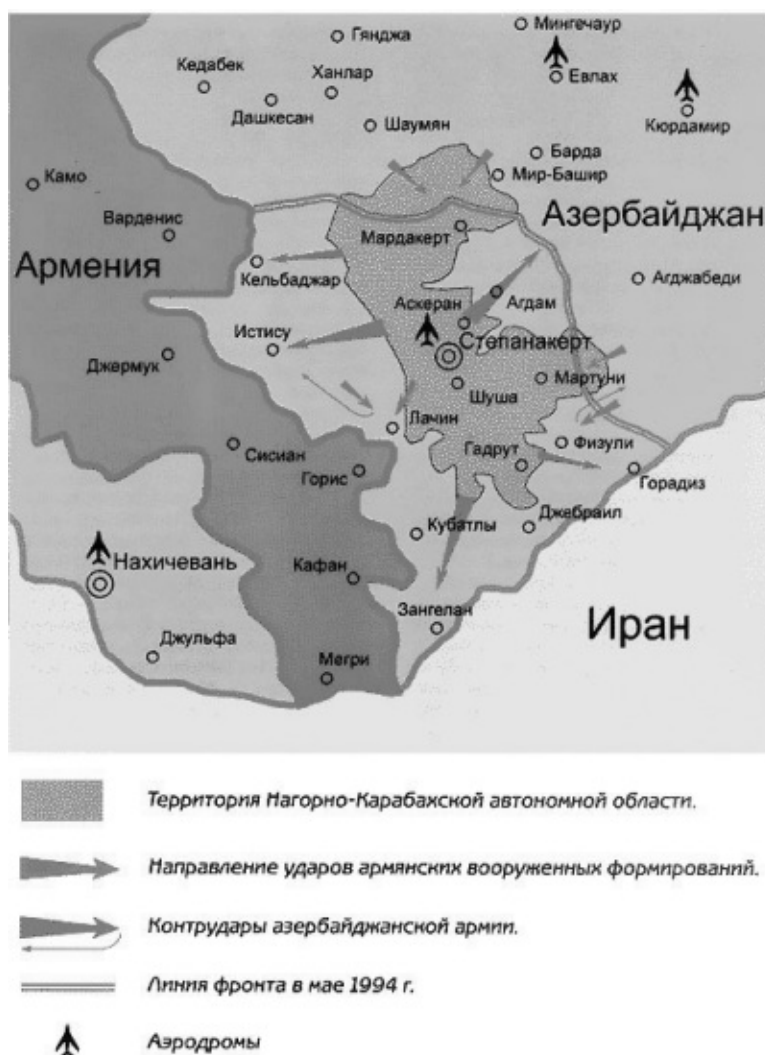 Мингечаур
Гянджа
Кедабек
Ханлар
Евлах
Дашкесан
Шаумян
Кюрдамир
Барда
Мир-Башир
Камо
Варденис
Азербайджан
Мардакерт
Армения
Кельбаджар
Агджабеди
Аскеран
Агдам
Истису
Степанакерт
Джермук
Шуша
Мартуни
Лачин
Сисиан
Горис
Гадрут
Физули
Горадиз
Кубатлы
Джебраил
Нахичевань
Кафан
Зангелан
Иран
Джульфа
Мегри
Территория Нагорно-Карабахской автономной области.
Направление ударов армянских вооруженных формирований.
Контрудары азербайджанской армии.
Линия фронта в мае 1994 г.
Аэродромы